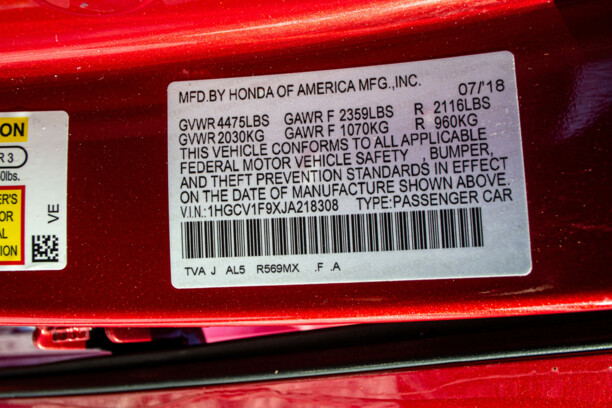 MFD.BY HONDA OF AMERICA MFG.,INC. 07/'18
GVWR 4475LBS GAWR F 2359LBS R 2116LBS
GVWR 2030KG GAWR F 1070KG R 960KG
THIS VEHICLE CONFORMS TO ALL APPLICABLE
FEDERAL MOTOR VEHICLE SAFETY , BUMPER,
AND THEFT PREVENTION STANDARDS IN EFFECT
ON THE DATE OF MANUFACTURE SHOWN ABOVE.
V.I.N.:1HGCV1F9XJA218308 TYPE:PASSENGER CAR
TVA J AL5 R569MX .F .A
ON
R 3
0lbs.
ER'S
OR
AL
ION
VE